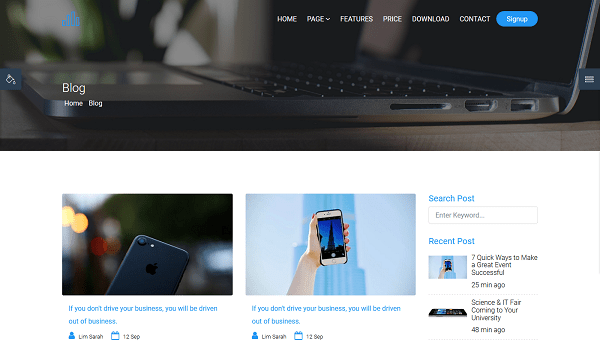 HOME PAGE FEATURES PRICE DOWNLOAD CONTACT Signup
Blog
Home Blog
If you don't drive your business, you will be driven
out of business.
Lim Sarah 12 Sep
If you don't drive your business, you will be driven
out of business.
Lim Sarah 12 Sep
Search Post
Enter Keyword...
Recent Post
7 Quick Ways to Make
a Great Event
Successful
25 min ago
Science & IT Fair
Coming to Your
University
48 min ago